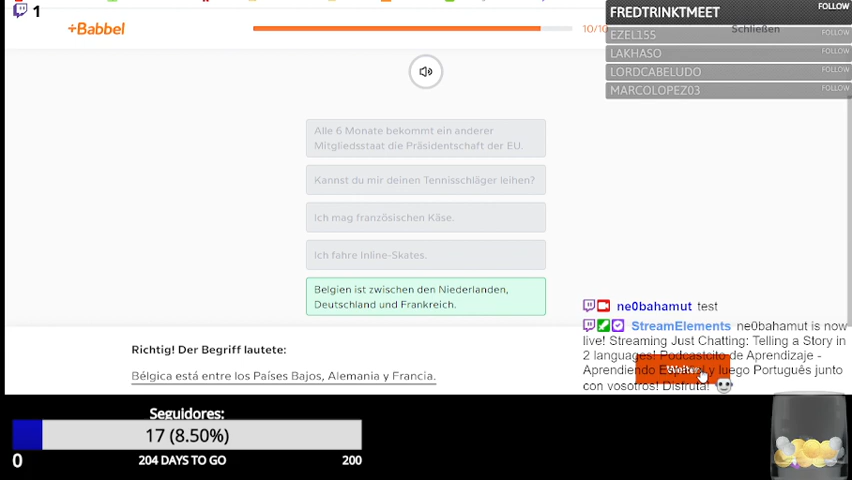 1
FREDTRINKTMEET
FOLLOW
EZEL155
FOLLOW
LAKHASO
FOLLOW
LORDCABELUDO
FOLLOW
MARCOLOPEZ03
FOLLOW
÷Babbel
10/10
Schließen
Alle 6 Monate bekommt ein anderer
Mitgliedsstaat die Präsidentschaft der EU.
Kannst du mir deinen Tennisschläger leihen?
Ich mag französischen Käse.
Ich fahre Inline-Skates.
Belgien ist zwischen den Niederlanden,
Deutschland und Frankreich.
Richtig! Der Begriff lautete:
Bélgica está entre los Países Bajos, Alemania y Francia.
Weiter
ne0bahamut test
StreamElements ne0bahamut is now
live! Streaming Just Chatting: Telling a Story in
2 languages! Podcastcito de Aprendizaje -
Aprendiendo Español y luego Português junto
con vosotros! Disfruta!
Seguidores:
17 (8.50%)
0
204 DAYS TO GO
200